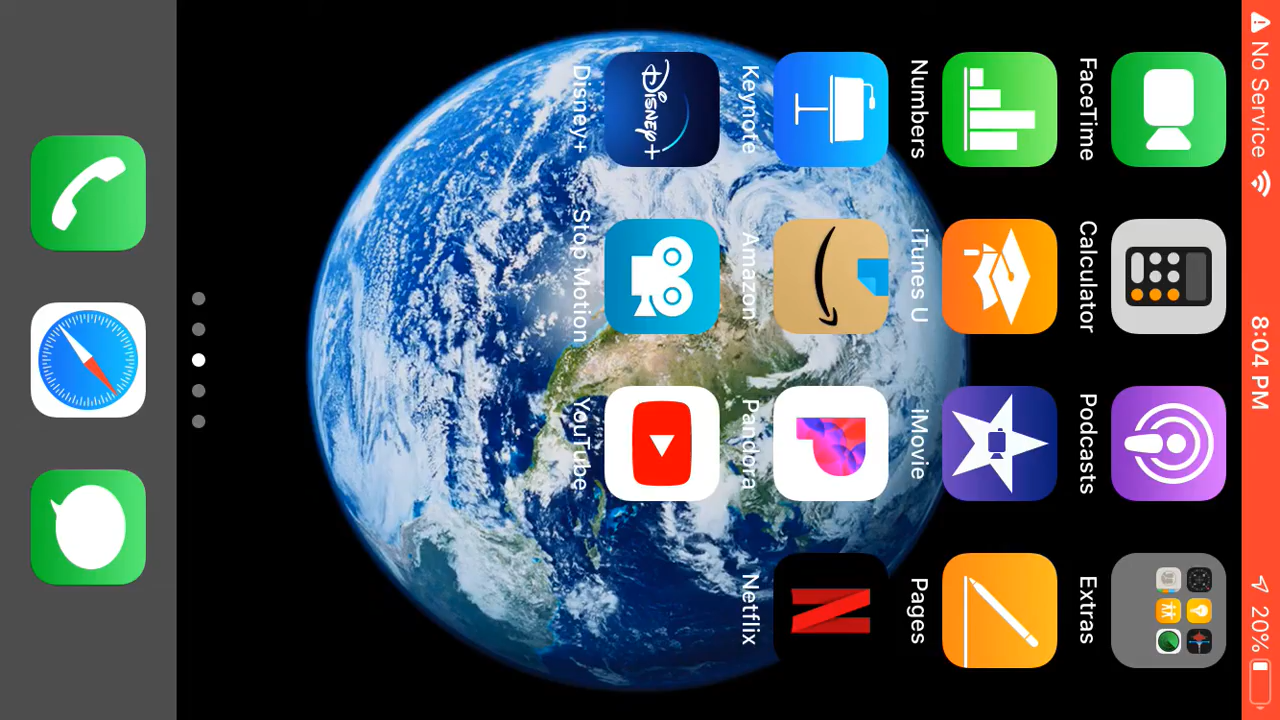 No Service 8:04 PM 20%
FaceTime Calculator Podcasts Extras
Numbers iTunes U iMovie Pages
Keynote Amazon Pandora Netflix
Disney+
Disney+ Stop Motion YouTube